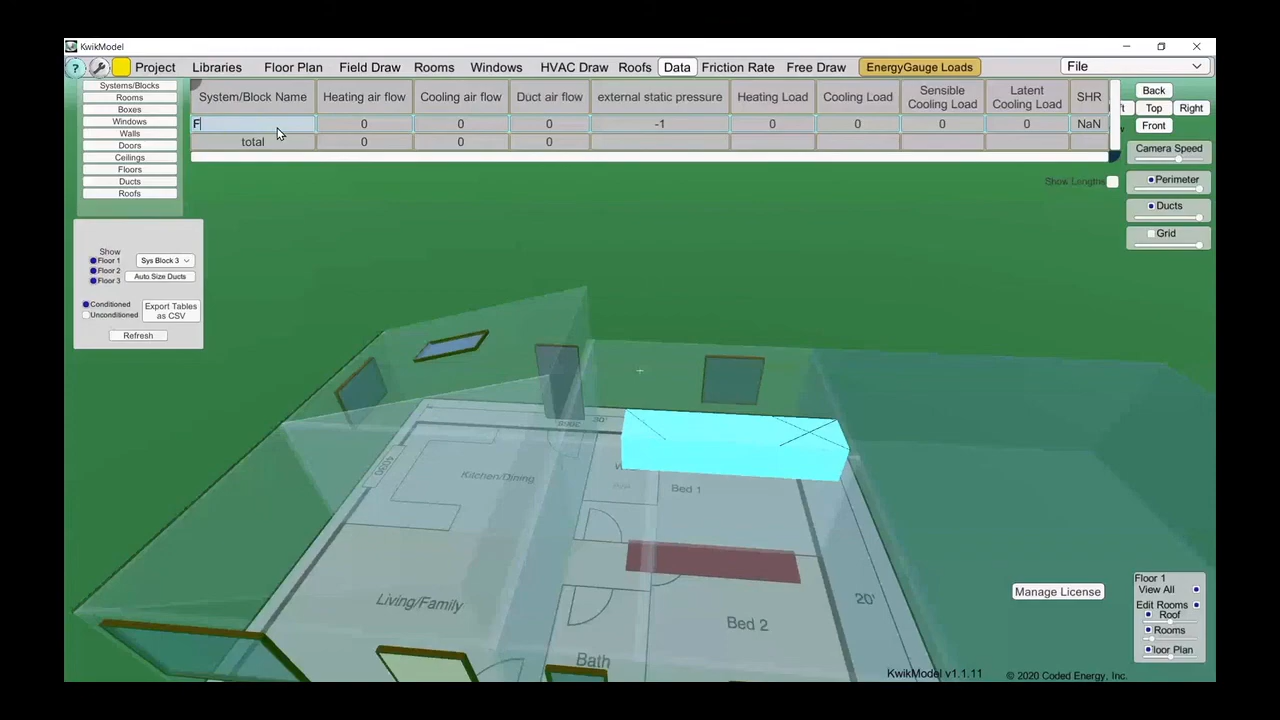 KwikModel
? Project Libraries Floor Plan Field Draw Rooms Windows HVAC Draw Roofs Data Friction Rate Free Draw EnergyGauge Loads File
Systems/Blocks
Rooms
Boxes
Windows
Walls
Doors
Ceilings
Floors
Ducts
Roofs
System/Block Name Heating air flow Cooling air flow Duct air flow external static pressure Heating Load Cooling Load Sensible Cooling Load Latent Cooling Load SHR
F 0 0 0 -1 0 0 0 0 NaN
total 0 0 0
Back
Top Right
Front
Camera Speed
Show Lengths
Perimeter
Ducts
Grid
Show
Floor 1 Sys Block 3
Floor 2
Floor 3 Auto Size Ducts
Conditioned
Unconditioned
Export Tables
as CSV
Refresh
30'
4030
Kitchen/Dining
Bed 1
Living/Family
20'
Bed 2
Bath
Manage License
Floor 1
View All
Edit Rooms
Roof
Rooms
Floor Plan
KwikModel v1.1.11
© 2020 Coded Energy, Inc.